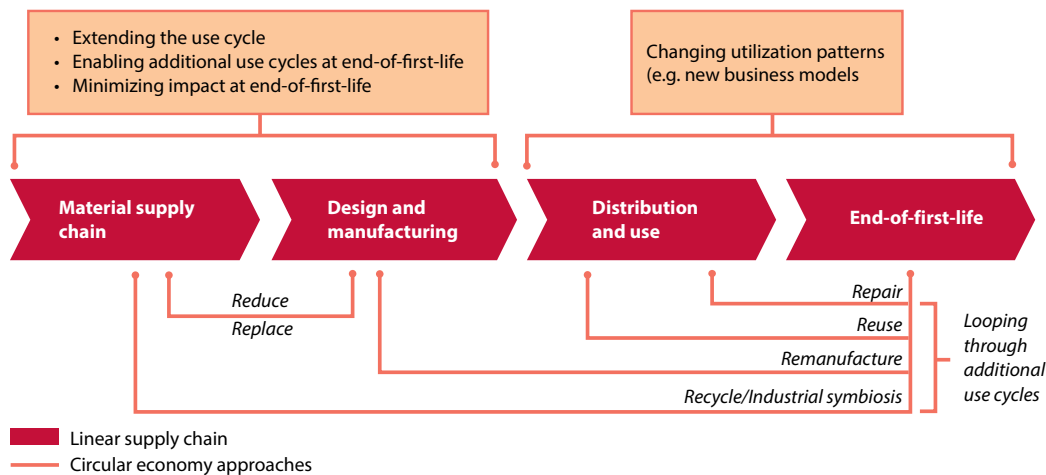 • Extending the use cycle
• Enabling additional use cycles at end-of-first-life
• Minimizing impact at end-of-first-life
Changing utilization patterns
(e.g. new business models
Material supply
chain
Design and
manufacturing
Distribution
and use
End-of-first-life
Reduce
Replace
Repair
Reuse
Remanufacture
Recycle/Industrial symbiosis
Looping
through
additional
use cycles
Linear supply chain
Circular economy approaches